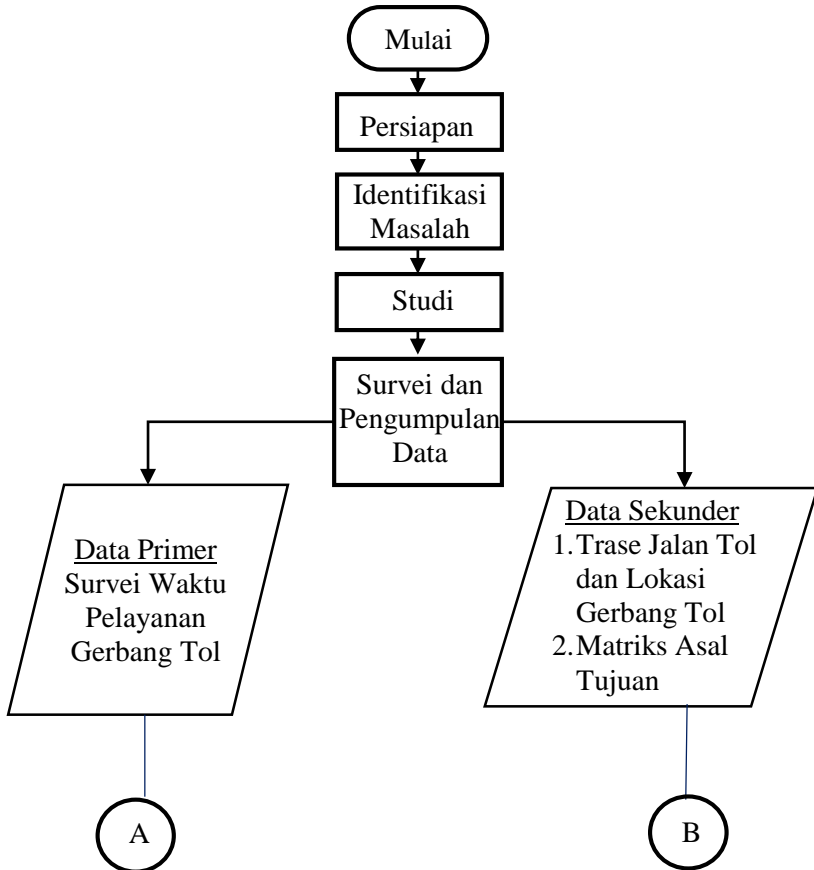 Mulai
Persiapan
Identifikasi
Masalah
Studi
Survei dan
Pengumpulan
Data
Data Primer
Survei Waktu
Pelayanan
Gerbang Tol
Data Sekunder
1. Trase Jalan Tol
dan Lokasi
Gerbang Tol
2. Matriks Asal
Tujuan
A
B